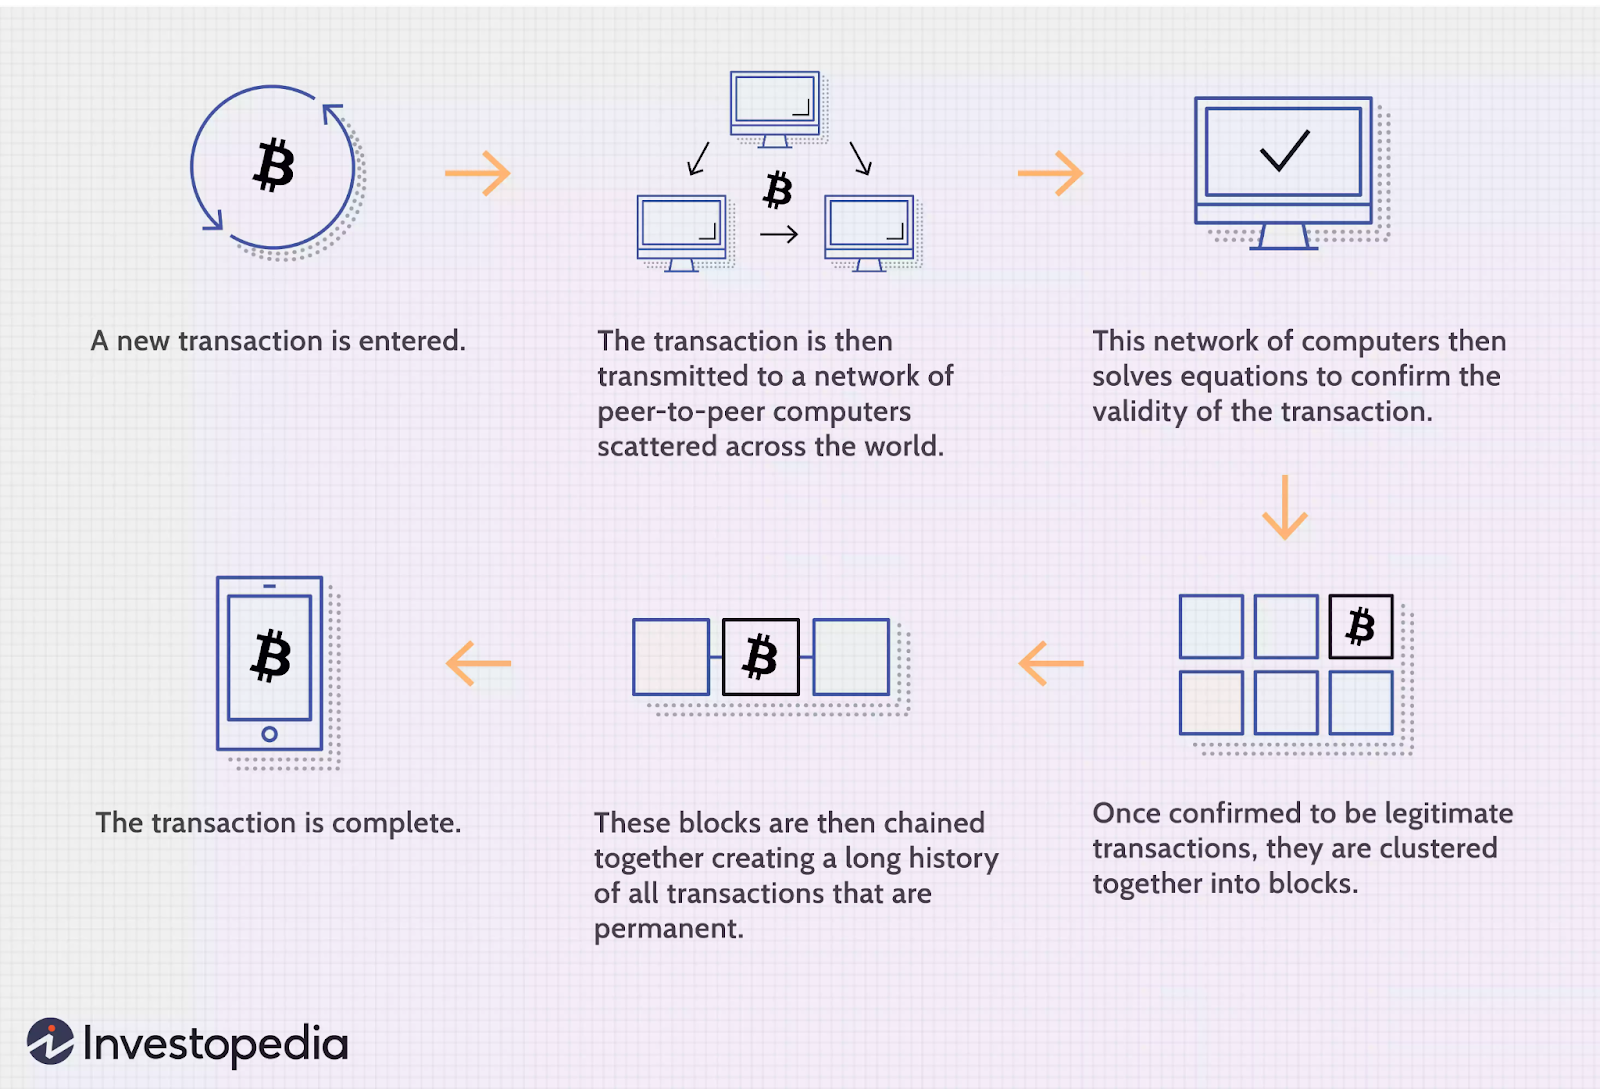 A new transaction is entered.
The transaction is then
transmitted to a network of
peer-to-peer computers
scattered across the world.
This network of computers then
solves equations to confirm the
validity of the transaction.
Once confirmed to be legitimate
transactions, they are clustered
together into blocks.
These blocks are then chained
together creating a long history
of all transactions that are
permanent.
The transaction is complete.
Investopedia